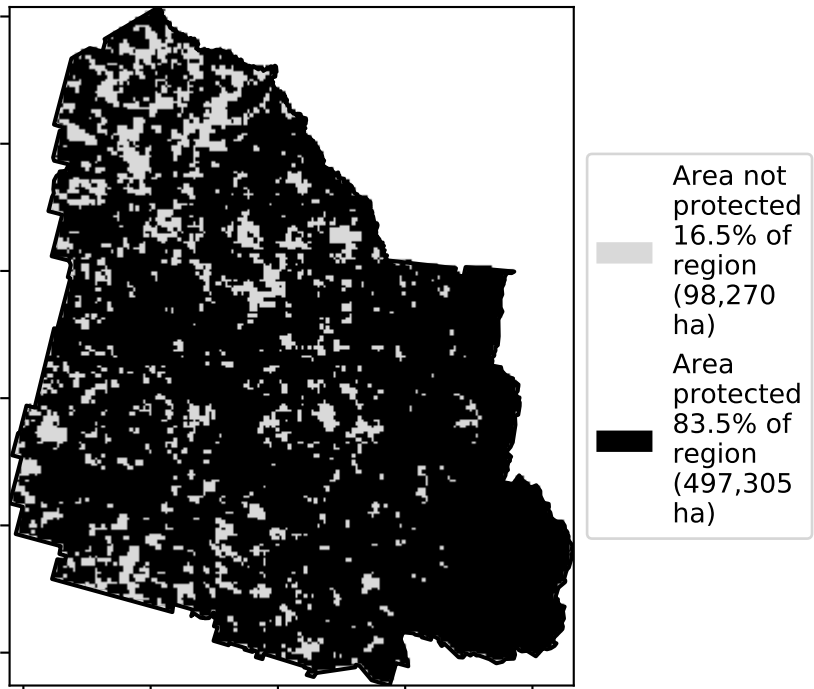 Area not
protected
16.5% of
region
(98,270
ha)
Area
protected
83.5% of
region
(497,305
ha)